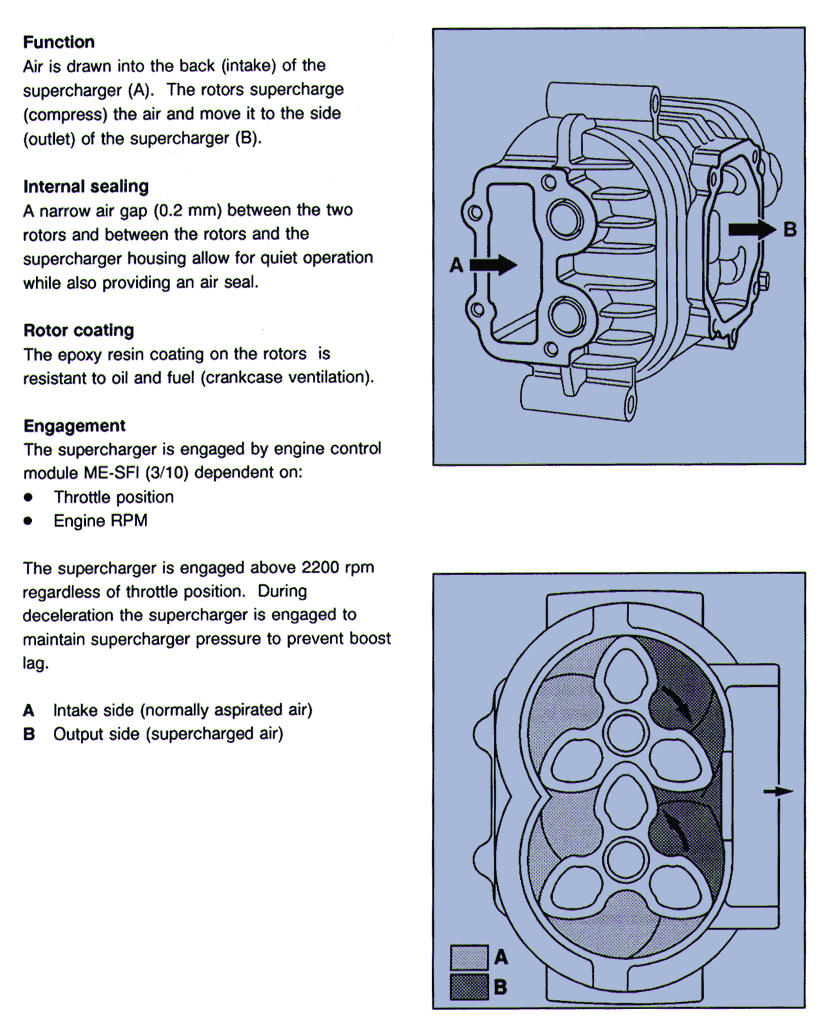 Function
Air is drawn into the back (intake) of the
supercharger (A). The rotors supercharge
(compress) the air and move it to the side
(outlet) of the supercharger (B).
Internal sealing
A narrow air gap (0.2 mm) between the two
rotors and between the rotors and the
supercharger housing allow for quiet operation
while also providing an air seal.
Rotor coating
The epoxy resin coating on the rotors is
resistant to oil and fuel (crankcase ventilation).
Engagement
The supercharger is engaged by engine control
module ME-SFI (3/10) dependent on:
● Throttle position
● Engine RPM
The supercharger is engaged above 2200 rpm
regardless of throttle position. During
deceleration the supercharger is engaged to
maintain supercharger pressure to prevent boost
lag.
A Intake side (normally aspirated air)
B Output side (supercharged air)
A
B
A
B